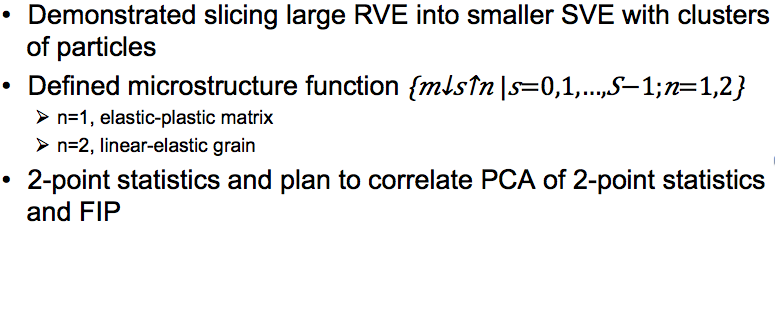 • Demonstrated slicing large RVE into smaller SVE with clusters
of particles
• Defined microstructure function {m↓s↑n |s=0,1,...,S−1;n=1,2}
➢ n=1, elastic-plastic matrix
➢ n=2, linear-elastic grain
• 2-point statistics and plan to correlate PCA of 2-point statistics
and FIP